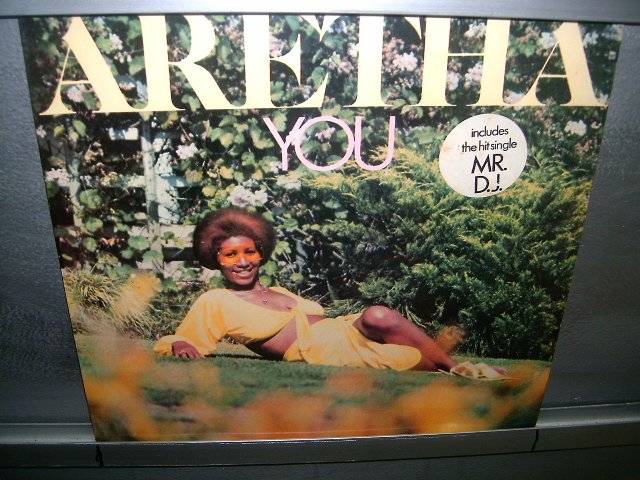 ARETHA
YOU
includes
the hit single
MR.
D.J.